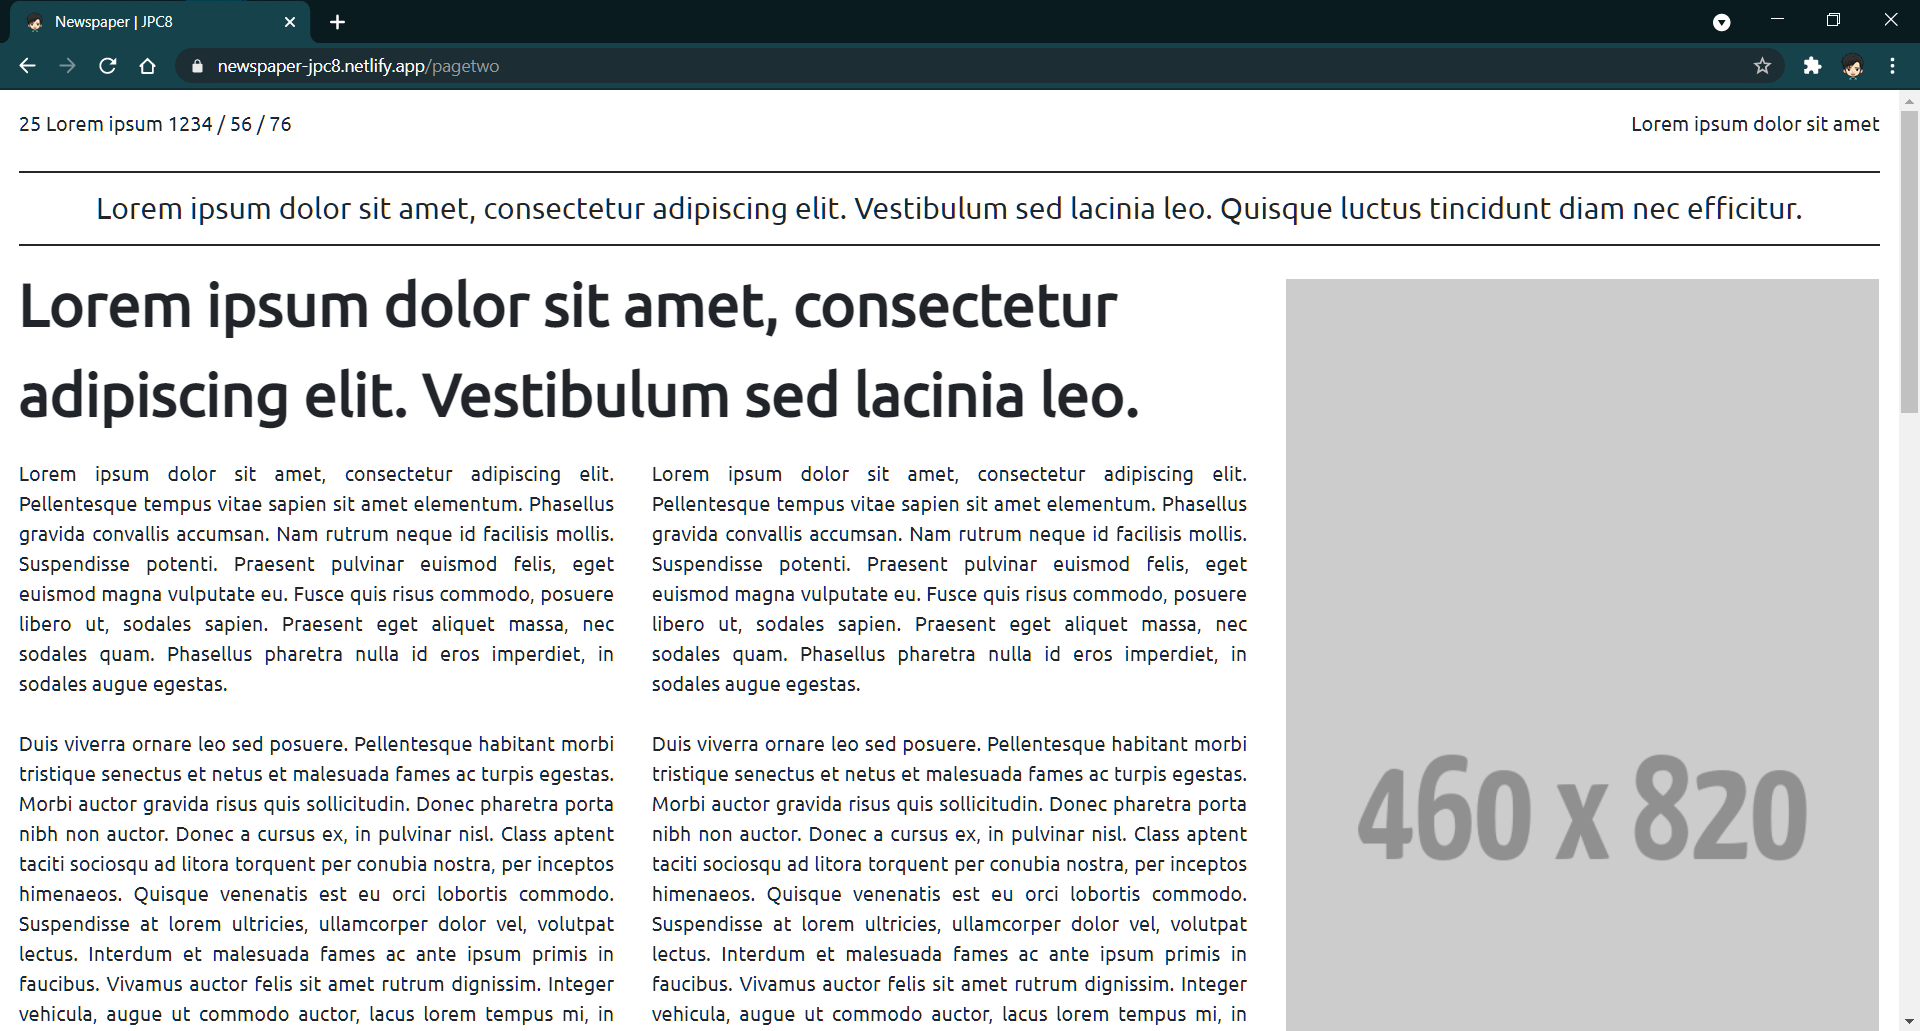 Newspaper | JPC8
newspaper-jpc8.netlify.app/pagetwo
25 Lorem ipsum 1234 / 56 / 76
Lorem ipsum dolor sit amet
Lorem ipsum dolor sit amet, consectetur adipiscing elit. Vestibulum sed lacinia leo. Quisque luctus tincidunt diam nec efficitur.
Lorem ipsum dolor sit amet, consectetur
adipiscing elit. Vestibulum sed lacinia leo.
Lorem ipsum dolor sit amet, consectetur adipiscing elit.
Pellentesque tempus vitae sapien sit amet elementum. Phasellus
gravida convallis accumsan. Nam rutrum neque id facilisis mollis.
Suspendisse potenti. Praesent pulvinar euismod felis, eget
euismod magna vulputate eu. Fusce quis risus commodo, posuere
libero ut, sodales sapien. Praesent eget aliquet massa, nec
sodales quam. Phasellus pharetra nulla id eros imperdiet, in
sodales augue egestas.
Duis viverra ornare leo sed posuere. Pellentesque habitant morbi
tristique senectus et netus et malesuada fames ac turpis egestas.
Morbi auctor gravida risus quis sollicitudin. Donec pharetra porta
nibh non auctor. Donec a cursus ex, in pulvinar nisl. Class aptent
taciti sociosqu ad litora torquent per conubia nostra, per inceptos
himenaeos. Quisque venenatis est eu orci lobortis commodo.
Suspendisse at lorem ultricies, ullamcorper dolor vel, volutpat
lectus. Interdum et malesuada fames ac ante ipsum primis in
faucibus. Vivamus auctor felis sit amet rutrum dignissim. Integer
vehicula, augue ut commodo auctor, lacus lorem tempus mi, in
Lorem ipsum dolor sit amet, consectetur adipiscing elit.
Pellentesque tempus vitae sapien sit amet elementum. Phasellus
gravida convallis accumsan. Nam rutrum neque id facilisis mollis.
Suspendisse potenti. Praesent pulvinar euismod felis, eget
euismod magna vulputate eu. Fusce quis risus commodo, posuere
libero ut, sodales sapien. Praesent eget aliquet massa, nec
sodales quam. Phasellus pharetra nulla id eros imperdiet, in
sodales augue egestas.
Duis viverra ornare leo sed posuere. Pellentesque habitant morbi
tristique senectus et netus et malesuada fames ac turpis egestas.
Morbi auctor gravida risus quis sollicitudin. Donec pharetra porta
nibh non auctor. Donec a cursus ex, in pulvinar nisl. Class aptent
taciti sociosqu ad litora torquent per conubia nostra, per inceptos
himenaeos. Quisque venenatis est eu orci lobortis commodo.
Suspendisse at lorem ultricies, ullamcorper dolor vel, volutpat
lectus. Interdum et malesuada fames ac ante ipsum primis in
faucibus. Vivamus auctor felis sit amet rutrum dignissim. Integer
vehicula, augue ut commodo auctor, lacus lorem tempus mi, in
460 x 820